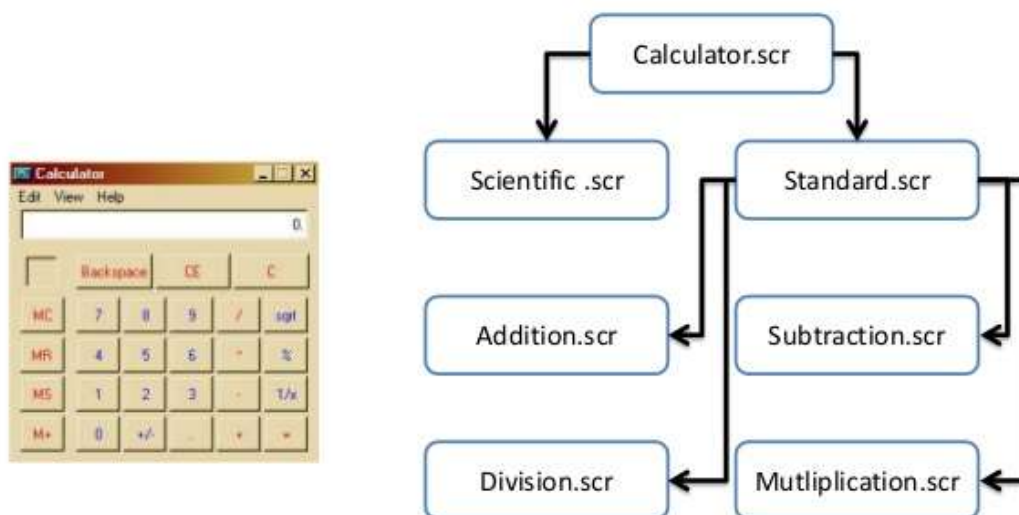 Calculator
Edit View Help
0.
Backspace CE C
MC 7 8 9 / sqrt
MR 4 5 6 * %
MS 1 2 3 - 1/x
M+ 0 +/- . + =
Calculator.scr
Scientific .scr
Standard.scr
Addition.scr
Subtraction.scr
Division.scr
Mutliplication.scr